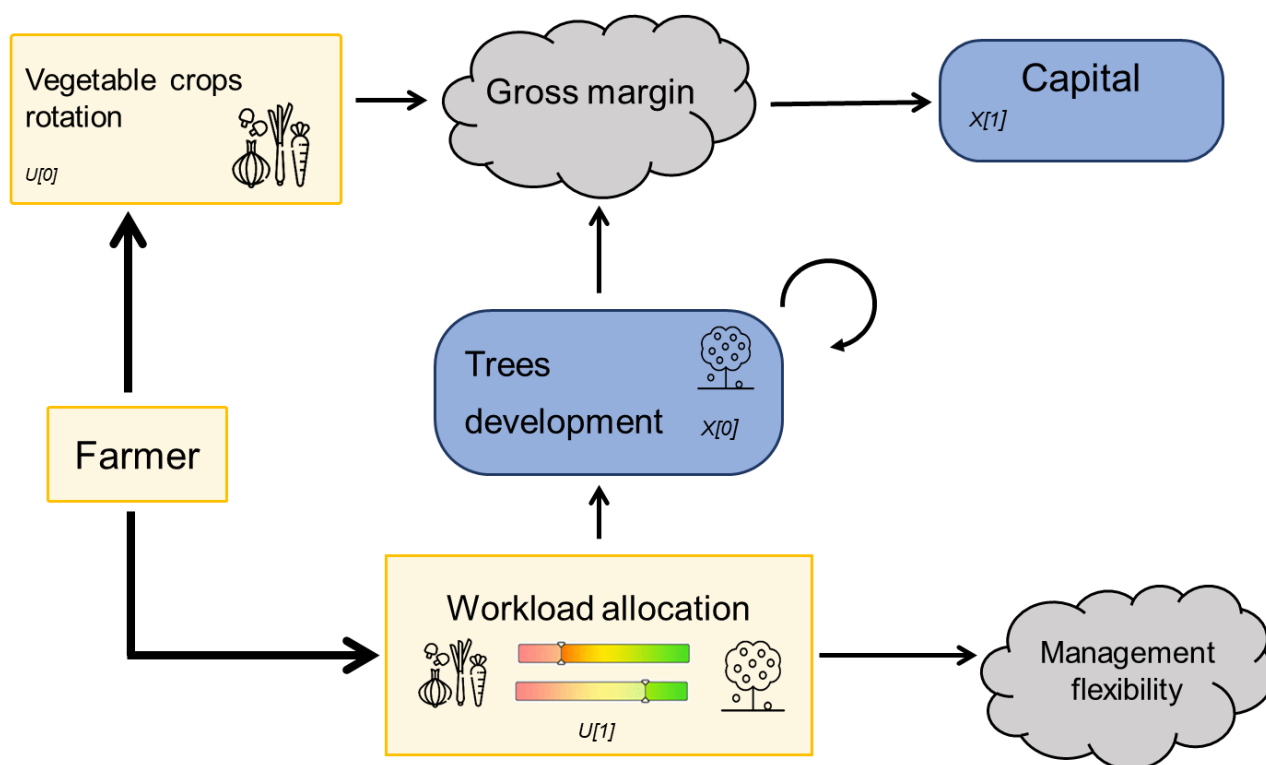 Vegetable crops
rotation
U[0]
Gross margin
Capital
X[1]
Trees
development
X[0]
Farmer
Workload allocation
U[1]
Management
flexibility